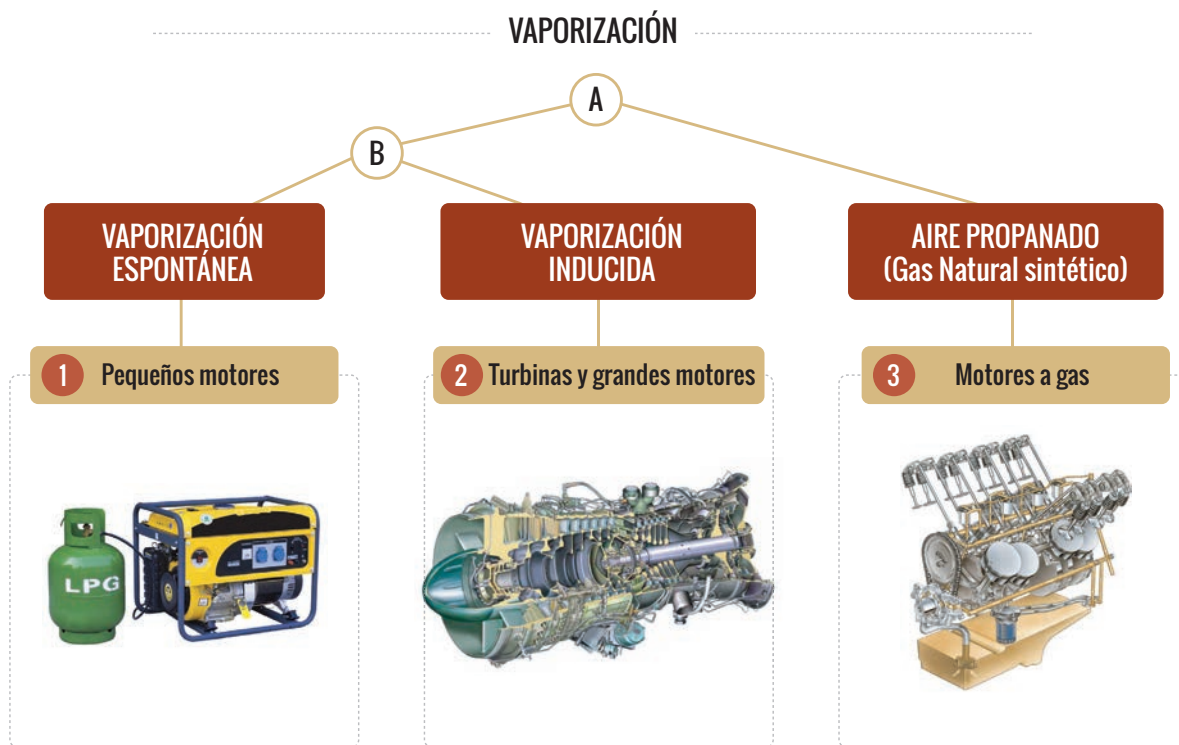 VAPORIZACIÓN
A
B
VAPORIZACIÓN
ESPONTÁNEA
VAPORIZACIÓN
INDUCIDA
AIRE PROPANADO
(Gas Natural sintético)
1 Pequeños motores
2 Turbinas y grandes motores
3 Motores a gas
LPG